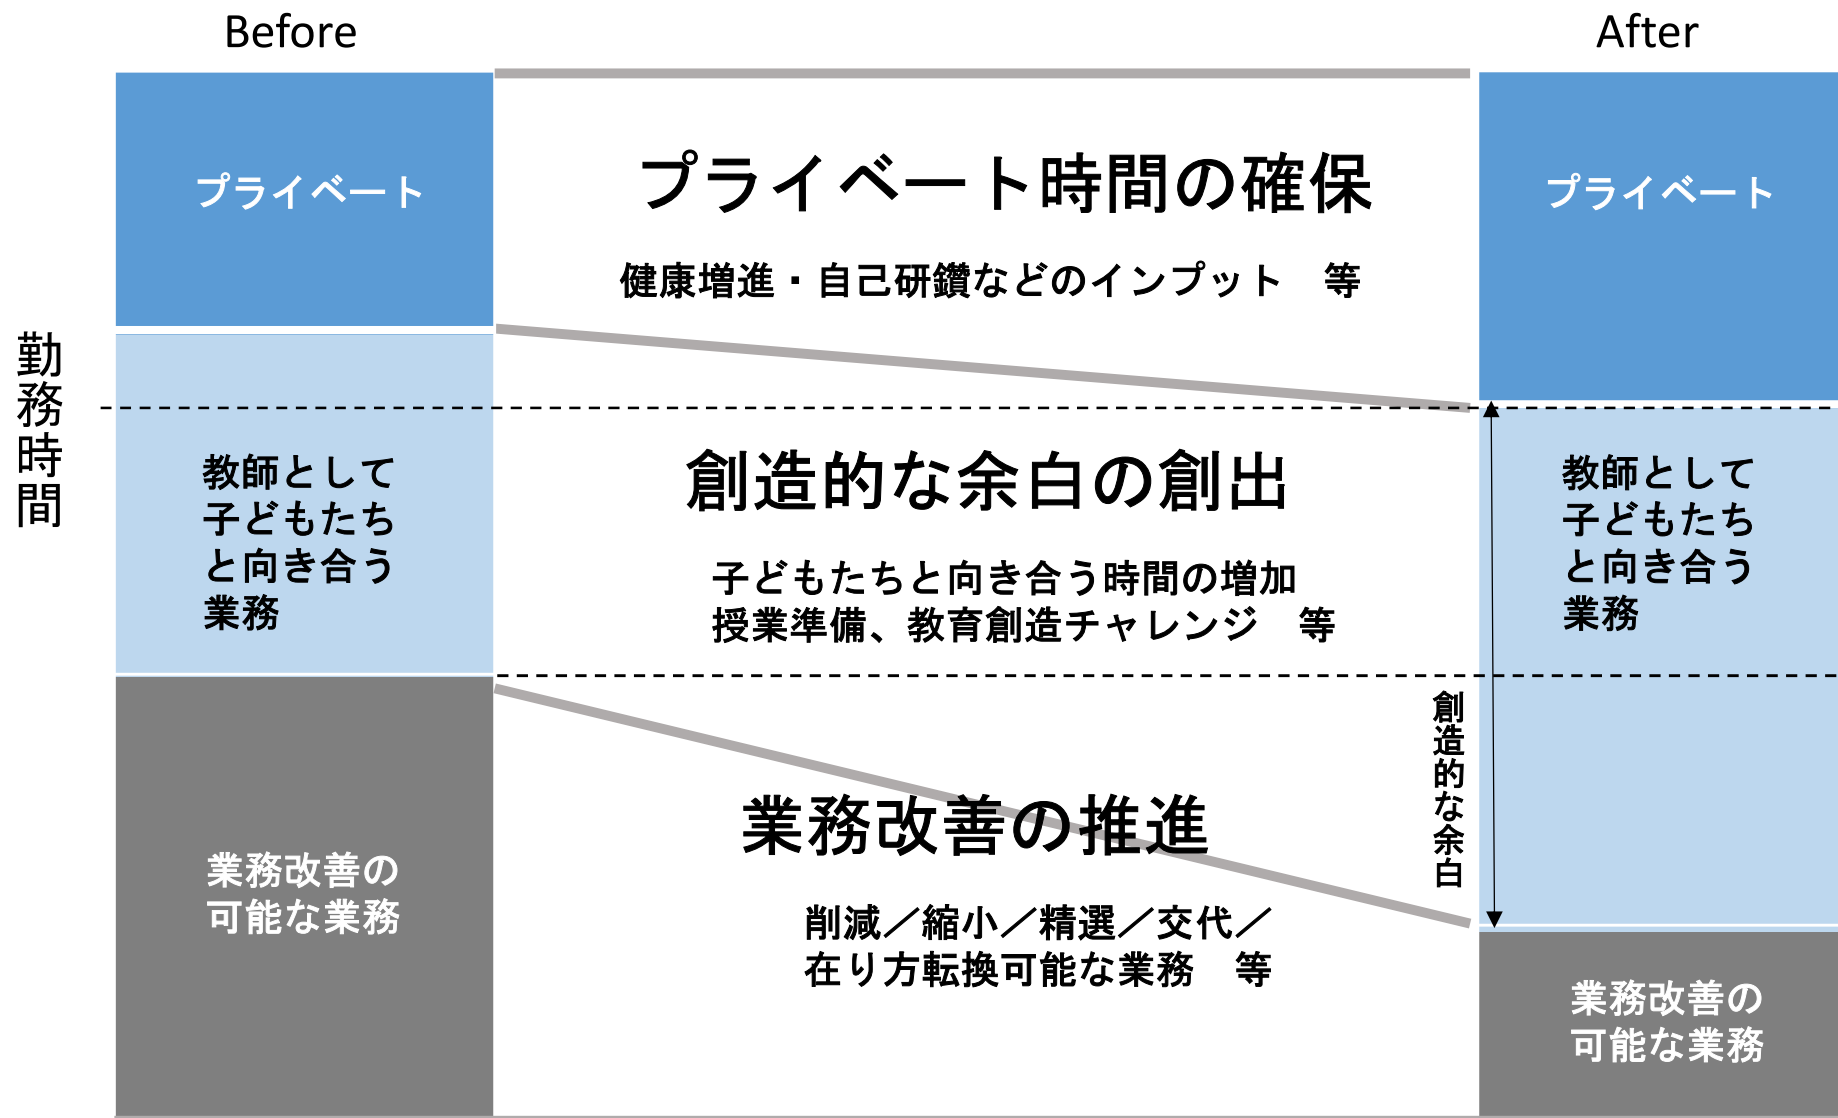 Before
After
プライベート
プライベート時間の確保
健康増進・自己研鑽などのインプット　等
プライベート
勤務時間
教師として
子どもたち
と向き合う
業務
創造的な余白の創出
子どもたちと向き合う時間の増加
授業準備、教育創造チャレンジ　等
教師として
子どもたち
と向き合う
業務
創造的な余白
業務改善の
可能な業務
業務改善の推進
削減／縮小／精選／交代／
在り方転換可能な業務　等
業務改善の
可能な業務